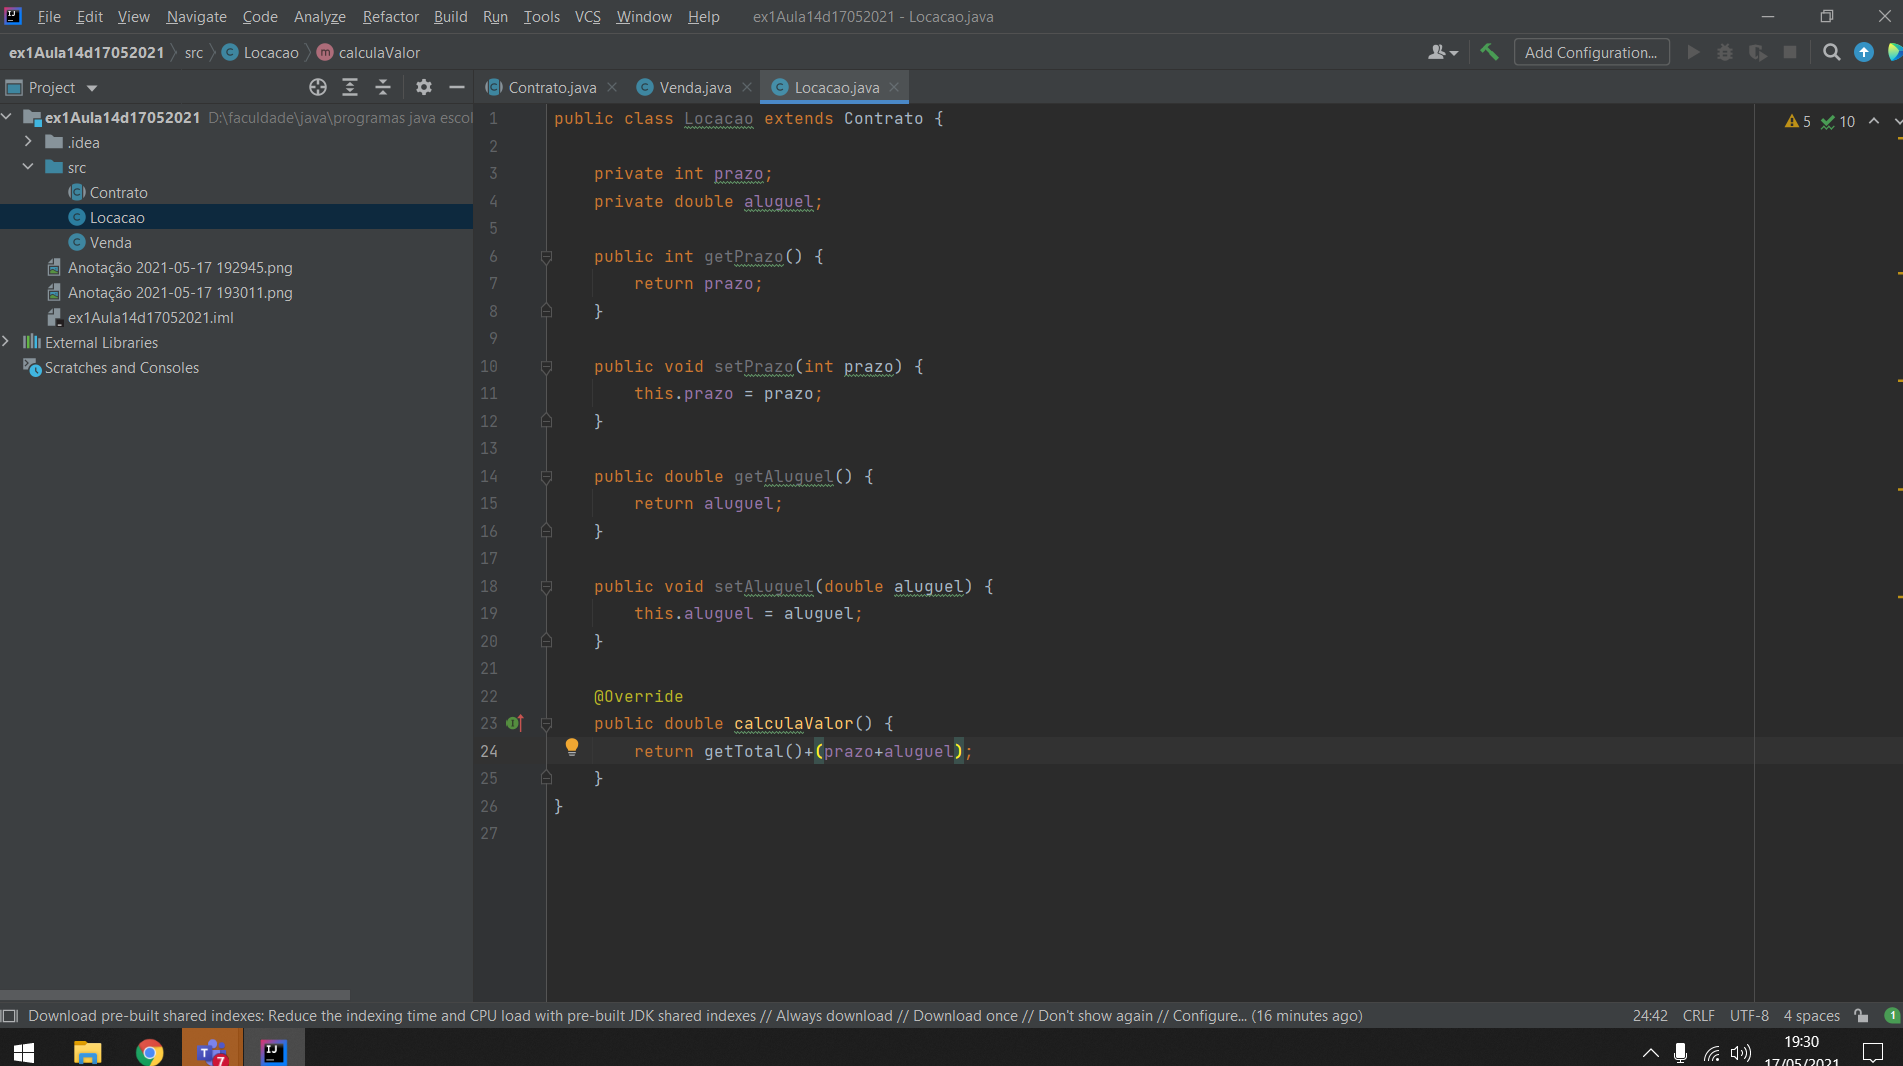 File Edit View Navigate Code Analyze Refactor Build Run Tools VCS Window Help ex1Aula14d17052021 - Locacao.java
ex1Aula14d17052021 src Locacao calculaValor Add Configuration...
Project Contrato.java Venda.java Locacao.java
ex1Aula14d17052021 D:\faculdade\java\programas java escol
.idea
src
Contrato
Locacao
Venda
Anotação 2021-05-17 192945.png
Anotação 2021-05-17 193011.png
ex1Aula14d17052021.iml
External Libraries
Scratches and Consoles
5 10
1 public class Locacao extends Contrato {
2
3 private int prazo;
4 private double aluguel;
5
6 public int getPrazo() {
7 return prazo;
8 }
9
10 public void setPrazo(int prazo) {
11 this.prazo = prazo;
12 }
13
14 public double getAluguel() {
15 return aluguel;
16 }
17
18 public void setAluguel(double aluguel) {
19 this.aluguel = aluguel;
20 }
21
22 @Override
23 public double calculaValor() {
24 return getTotal()+(prazo+aluguel);
25 }
26 }
27
Download pre-built shared indexes: Reduce the indexing time and CPU load with pre-built JDK shared indexes // Always download // Download once // Don't show again // Configure... (16 minutes ago) 24:42 CRLF UTF-8 4 spaces 1
7
19:30
17/05/2021